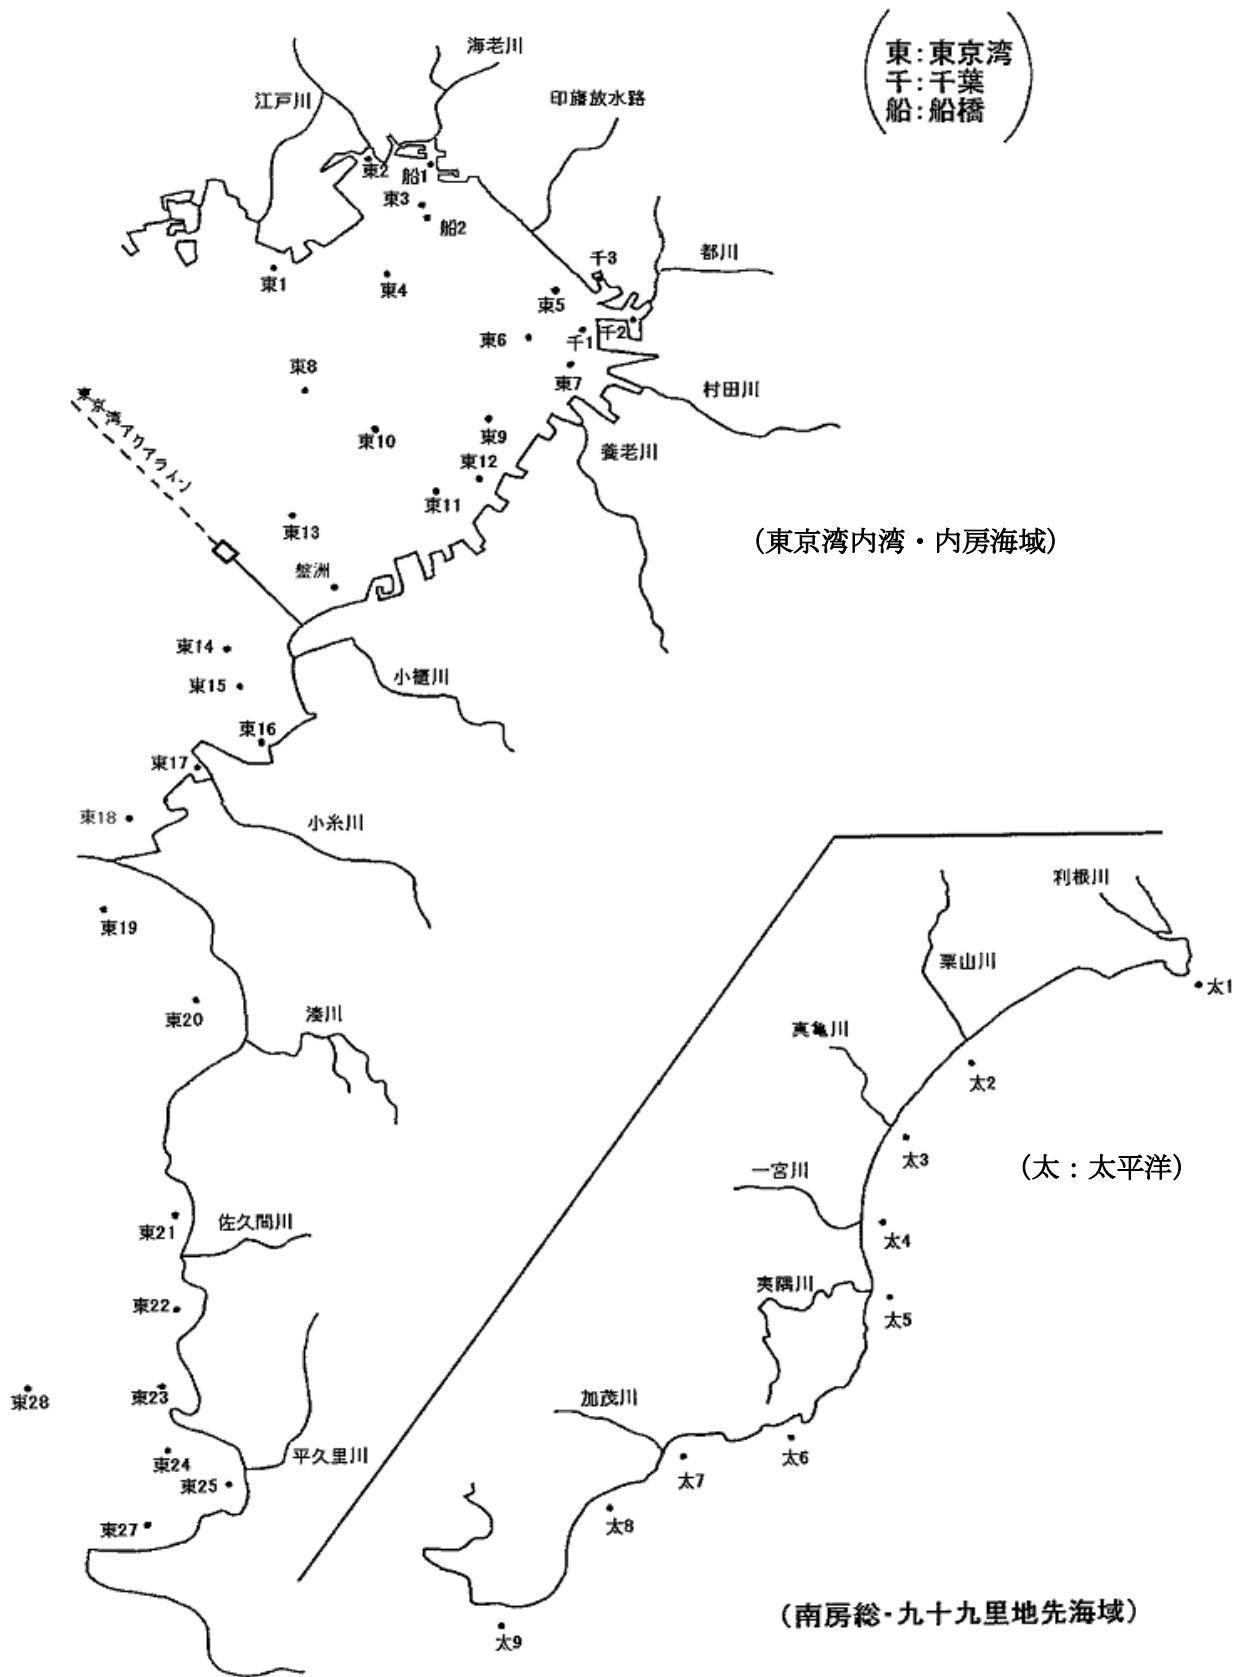 海老川
東：東京湾
千：千葉
船：船橋
江戸川
印旛放水路
東2
船1
東3
船2
都川
千3
東1
東4
東5
千2
東6
千1
東8
東7
村田川
東京湾アクアライン
東10
東9
養老川
東12
東11
東13
（東京湾内湾・内房海域）
盤洲
東14
小櫃川
東15
東16
東17
東18
小糸川
利根川
東19
栗山川
太1
東20
湊川
真亀川
太2
太3
（太：太平洋）
一宮川
東21
佐久間川
太4
夷隅川
東22
太5
東28
東23
加茂川
平久里川
太6
東24
太7
東25
東27
太8
（南房総・九十九里地先海域）
太9